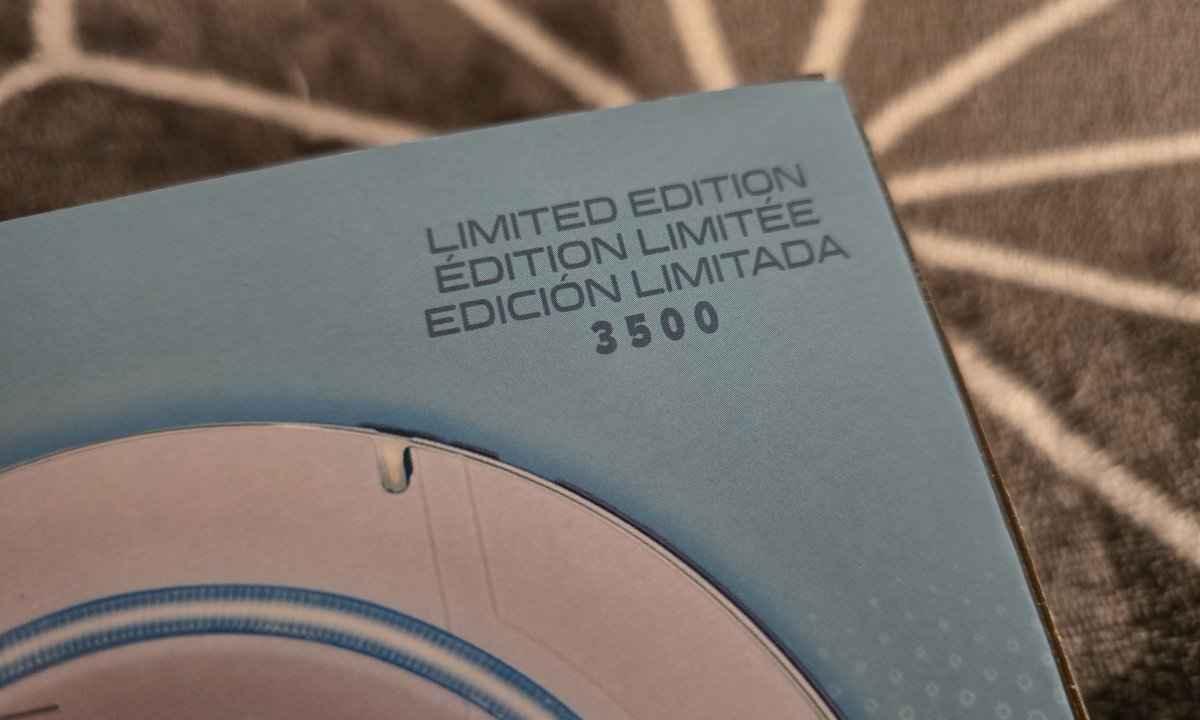 LIMITED EDITION
ÉDITION LIMITÉE
EDICIÓN LIMITADA
3500